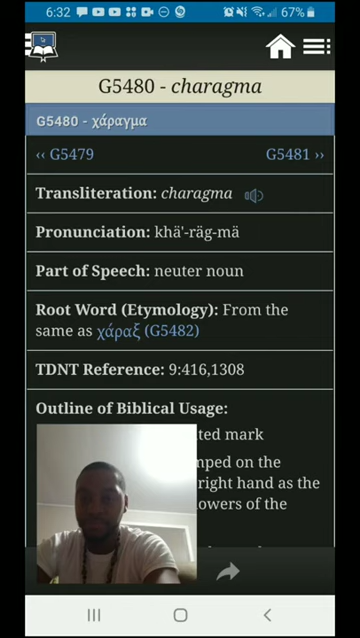 6:32 67%
G5480 - charagma
G5480 - χάραγμα
‹‹ G5479 G5481 ››
Transliteration: charagma
Pronunciation: khä'-räg-mä
Part of Speech: neuter noun
Root Word (Etymology): From the
same as χάραξ (G5482)
TDNT Reference: 9:416,1308
Outline of Biblical Usage:
ted mark
mped on the
right hand as the
lowers of the